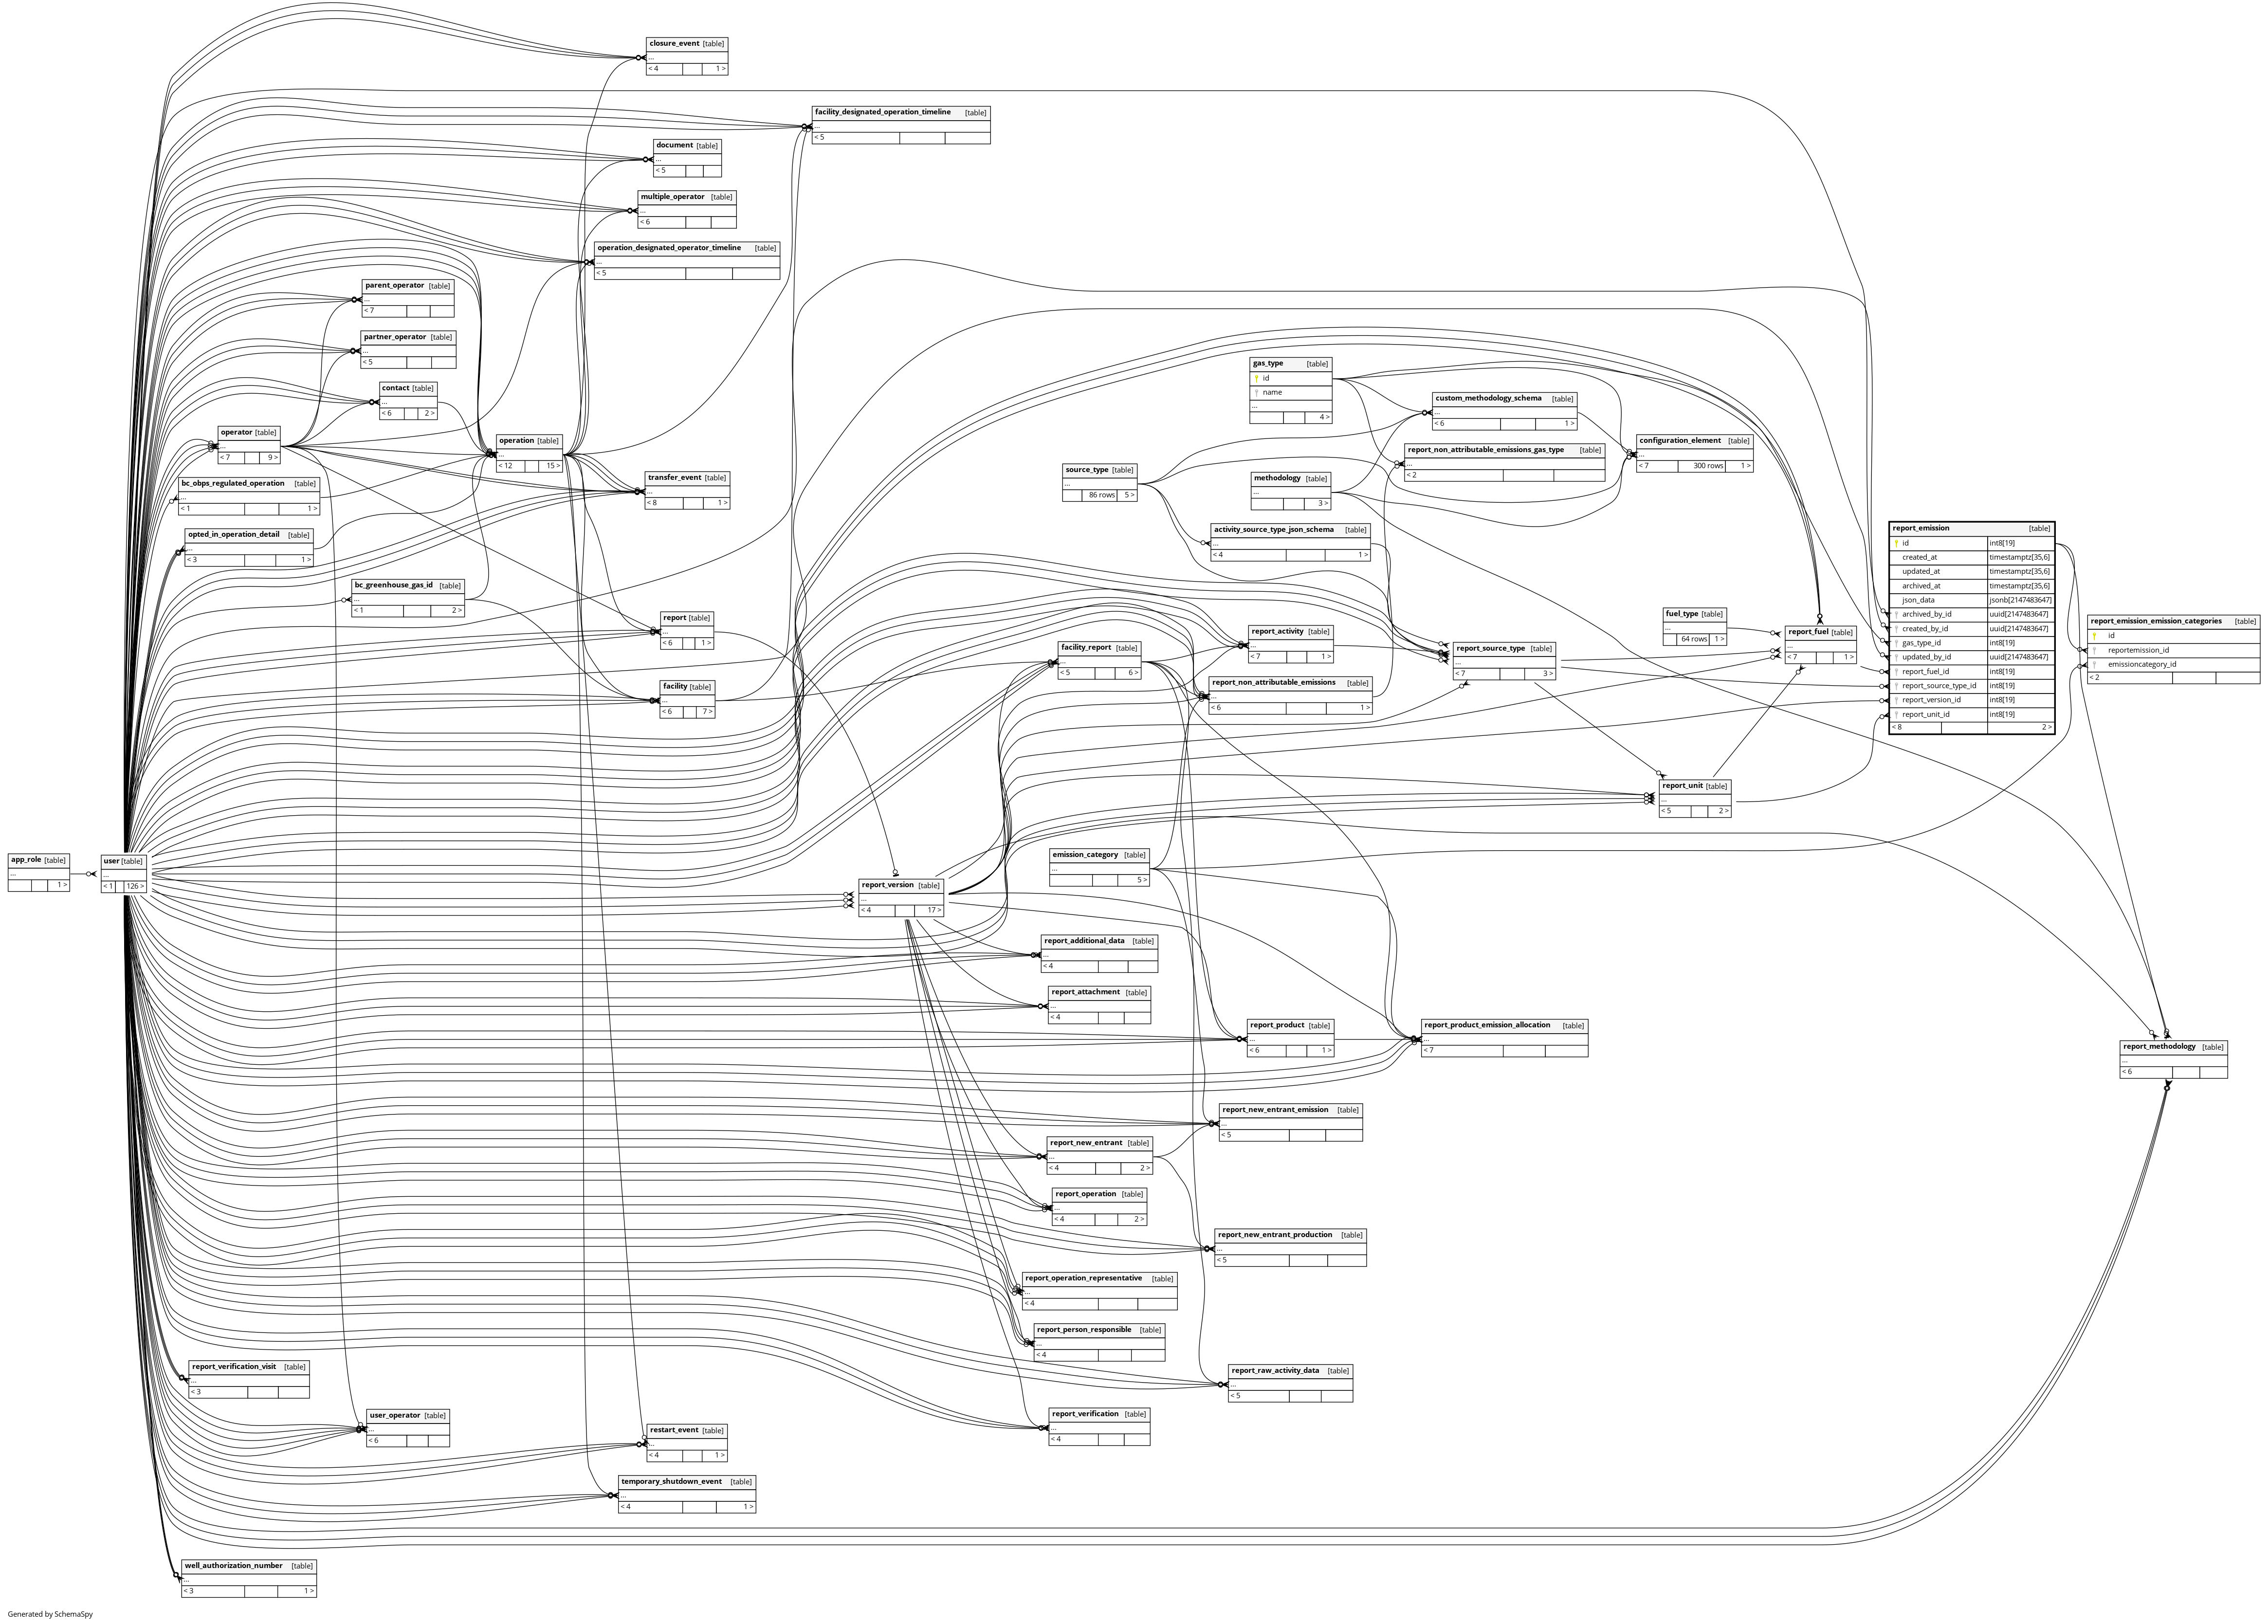 closure_event [table]
...
< 4 1 >
facility_designated_operation_timeline [table]
...
< 5
document [table]
...
< 5
multiple_operator [table]
...
< 6
operation_designated_operator_timeline [table]
...
< 5
parent_operator [table]
...
< 7
partner_operator [table]
...
< 5
contact [table]
...
< 6 2 >
operator [table]
...
< 7 9 >
operation [table]
...
< 12 15 >
bc_obps_regulated_operation [table]
...
< 1 1 >
transfer_event [table]
...
< 8 1 >
opted_in_operation_detail [table]
...
< 3 1 >
bc_greenhouse_gas_id [table]
...
< 1 2 >
report [table]
...
< 6 1 >
facility [table]
...
< 6 7 >
gas_type [table]
id
name
...
4 >
custom_methodology_schema [table]
...
< 6 1 >
report_non_attributable_emissions_gas_type [table]
...
< 2
configuration_element [table]
...
< 7 300 rows 1 >
source_type [table]
...
86 rows 5 >
methodology [table]
...
3 >
activity_source_type_json_schema [table]
...
< 4 1 >
fuel_type [table]
...
64 rows 1 >
report_fuel [table]
...
< 7 1 >
report_activity [table]
...
< 7 1 >
facility_report [table]
...
< 5 6 >
report_source_type [table]
...
< 7 3 >
report_non_attributable_emissions [table]
...
< 6 1 >
report_emission [table]
id int8[19]
created_at timestamptz[35,6]
updated_at timestamptz[35,6]
archived_at timestamptz[35,6]
json_data jsonb[2147483647]
archived_by_id uuid[2147483647]
created_by_id uuid[2147483647]
gas_type_id int8[19]
updated_by_id uuid[2147483647]
report_fuel_id int8[19]
report_source_type_id int8[19]
report_version_id int8[19]
report_unit_id int8[19]
< 8 2 >
report_emission_emission_categories [table]
id
reportemission_id
emissioncategory_id
< 2
report_unit [table]
...
< 5 2 >
app_role [table]
...
1 >
user [table]
...
< 1 126 >
report_version [table]
...
< 4 17 >
emission_category [table]
...
5 >
report_additional_data [table]
...
< 4
report_attachment [table]
...
< 4
report_product [table]
...
< 6 1 >
report_product_emission_allocation [table]
...
< 7
report_methodology [table]
...
< 6
report_new_entrant_emission [table]
...
< 5
report_new_entrant [table]
...
< 4 2 >
report_operation [table]
...
< 4 2 >
report_new_entrant_production [table]
...
< 5
report_operation_representative [table]
...
< 4
report_person_responsible [table]
...
< 4
report_raw_activity_data [table]
...
< 5
report_verification_visit [table]
...
< 3
user_operator [table]
...
< 6
report_verification [table]
...
< 4
restart_event [table]
...
< 4 1 >
temporary_shutdown_event [table]
...
< 4 1 >
well_authorization_number [table]
...
< 3 1 >
Generated by SchemaSpy